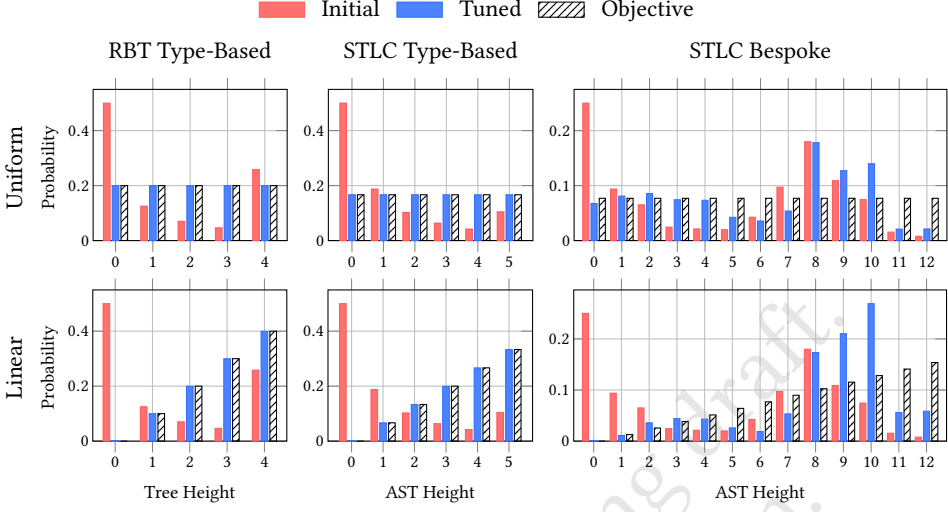 Initial Tuned Objective
RBT Type-Based STLC Type-Based STLC Bespoke
Uniform
Probability
0.4
0.2
0
0 1 2 3 4
0.4
0.2
0
0 1 2 3 4 5
0.2
0.1
0
0 1 2 3 4 5 6 7 8 9 10 11 12
Linear
Probability
0.4
0.2
0
0 1 2 3 4
Tree Height
0.4
0.2
0
0 1 2 3 4 5
AST Height
0.2
0.1
0
0 1 2 3 4 5 6 7 8 9 10 11 12
AST Height
draft.